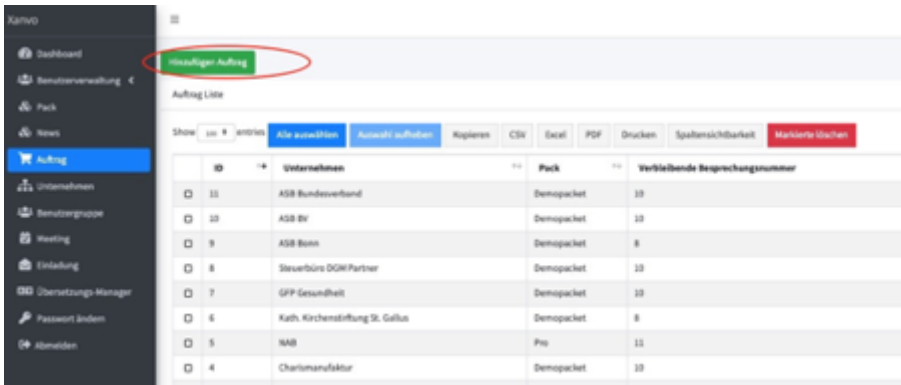 Xanvo
Dashboard
Benutzerverwaltung
Pack
News
Auftrag
Unternehmen
Benutzergruppe
Meeting
Einladung
Übersetzungs-Manager
Passwort ändern
Abmelden
Hinzufügen Auftrag
Auftrag Liste
Show 100 entries Alle auswählen Auswahl aufheben Kopieren CSV Excel PDF Drucken Spaltensichtbarkeit Markierte löschen
ID Unternehmen Pack Verbleibende Besprechungsnummer
11 ASB Bundesverband Demopacket 10
10 ASB BV Demopacket 10
9 ASB Bonn Demopacket 8
8 Steuerbüro DGM Partner Demopacket 10
7 GFP Gesundheit Demopacket 10
6 Kath. Kirchenstiftung St. Gallus Demopacket 8
5 NAB Pro 11
4 Charismanufaktur Demopacket 10